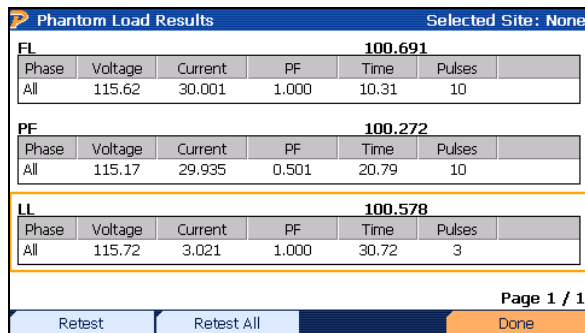 Phantom Load Results Selected Site: None
FL 100.691
Phase Voltage Current PF Time Pulses
All 115.62 30.001 1.000 10.31 10
PF 100.272
Phase Voltage Current PF Time Pulses
All 115.17 29.935 0.501 20.79 10
LL 100.578
Phase Voltage Current PF Time Pulses
All 115.72 3.021 1.000 30.72 3
Page 1 / 1
Retest Retest All Done